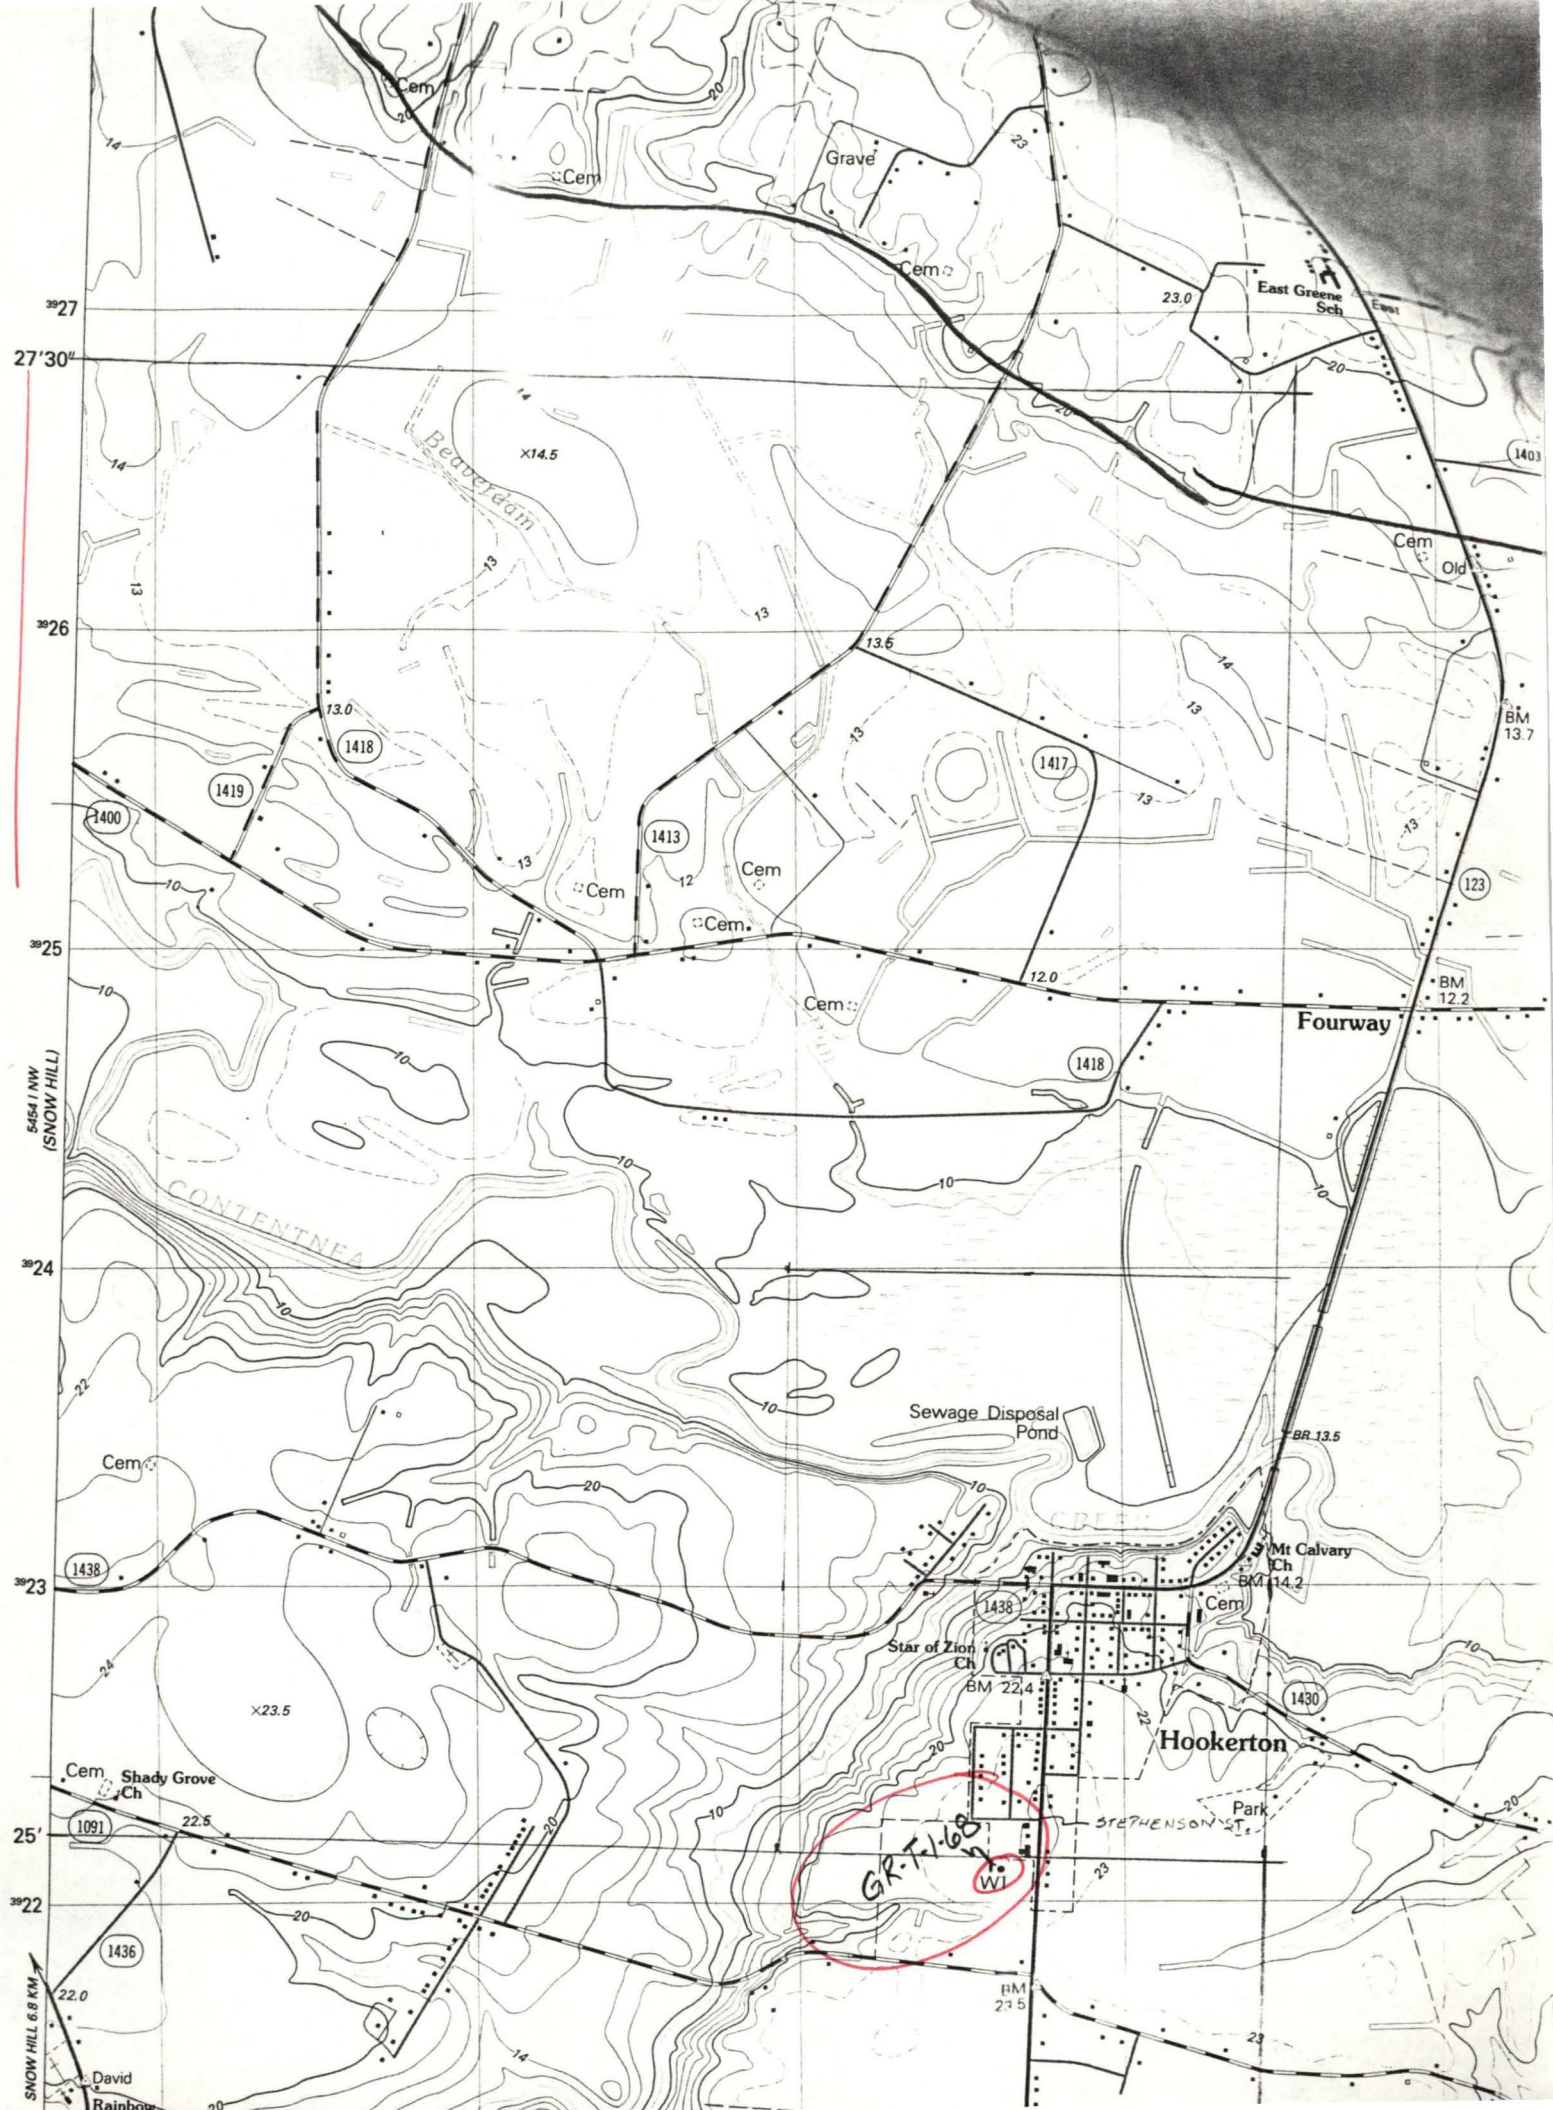 Cem
20
20
14
Grave
23
Cem
Cem
23.0
East Greene
Sch
East
3927
27'30"
20
14
20
×14.5
Beaverdam
14
1403
13
13
Cem
Old
13
3926
13.5
14
13
13.0
1418
13
BM
13.7
1417
1419
13
1400
1413
13
13
Cem
12
Cem
10
123
Cem
3925
12.0
BM
12.2
10
Cem
Run
Fourway
10
1418
5454 I NW
(SNOW HILL)
10
10
10
CONTENTNEA
3924
10
22
10
Sewage Disposal
Pond
BR 13.5
Cem
20
10
CREEK
Mt Calvary
Ch
BM 14.2
1438
3923
1438
Cem
Star of Zion
Ch
10
24
BM 22.4
1430
×23.5
22
Hookerton
20
Cem
Shady Grove
Ch
10
Park
20
22.5
1091
STEPHENSON ST.
25'
20
GR-T-1-68
W1
23
3922
20
1436
22.0
BM
23.5
SNOW HILL 6.8 KM
23
14
David
Rainbow
20